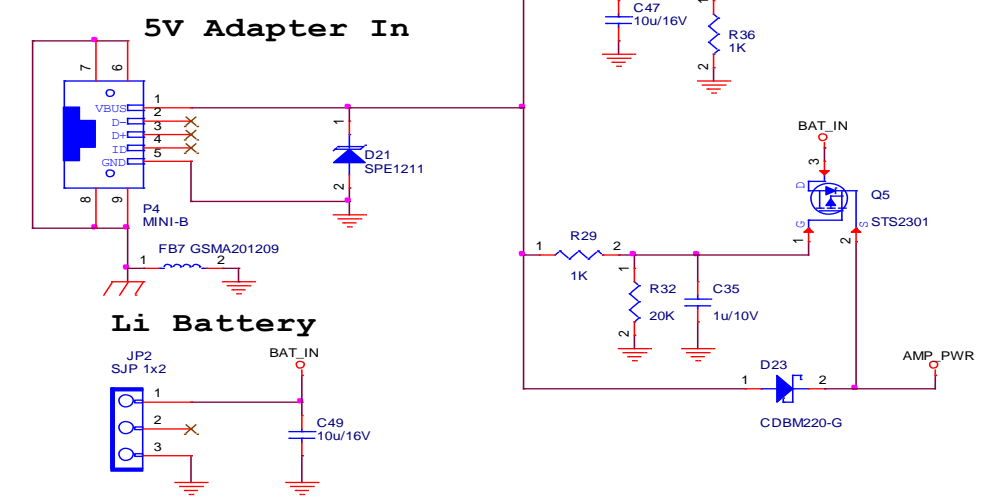 5V Adapter In
C47
10u/16V
1
R36
1K
2
7
6
VBUS
D-
D+
ID
GND
1
2
3
4
5
8
9
P4
MINI-B
1
D21
SPE1211
2
FB7 GSMA201209
1
2
BAT_IN
3
D
Q5
G
S
STS2301
1
2
R29
1
2
1K
1
R32
20K
2
C35
1u/10V
Li Battery
JP2
SJP 1x2
1
2
3
BAT_IN
C49
10u/16V
D23
1
2
CDBM220-G
AMP_PWR